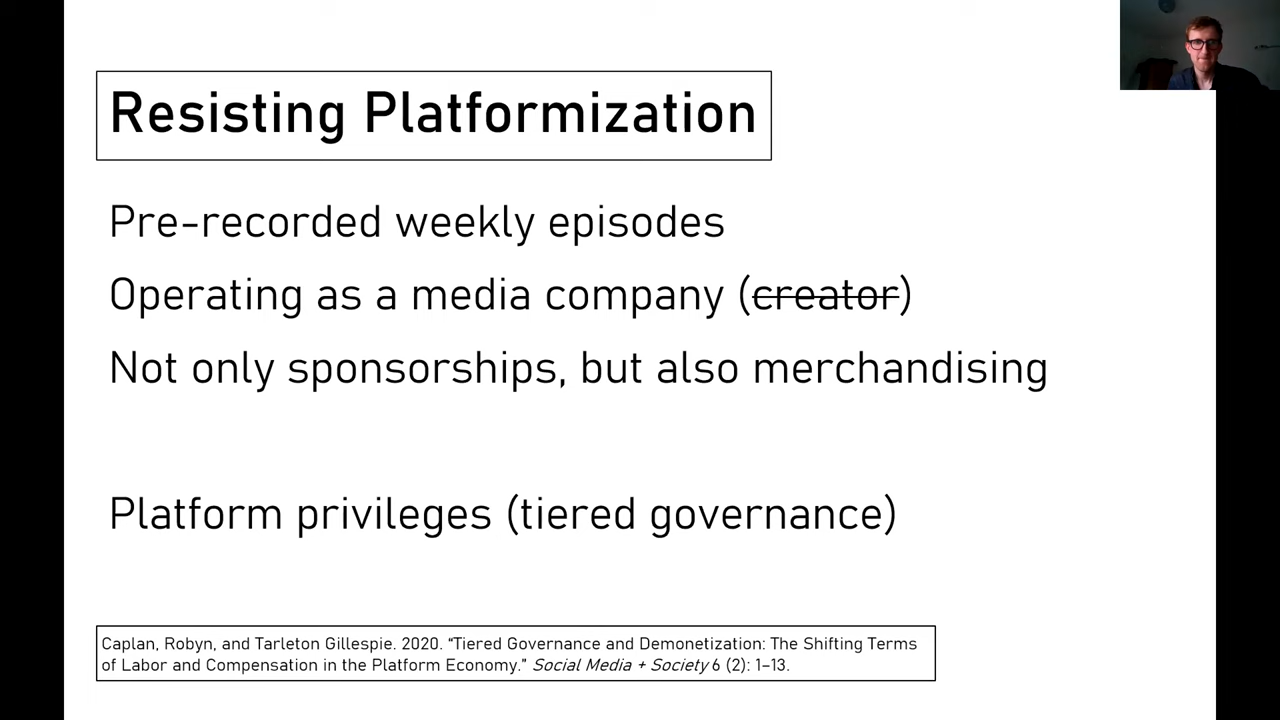 Resisting Platformization
Pre-recorded weekly episodes
Operating as a media company (creator)
Not only sponsorships, but also merchandising
Platform privileges (tiered governance)
Caplan, Robyn, and Tarleton Gillespie. 2020. “Tiered Governance and Demonetization: The Shifting Terms
of Labor and Compensation in the Platform Economy.” Social Media + Society 6 (2): 1–13.